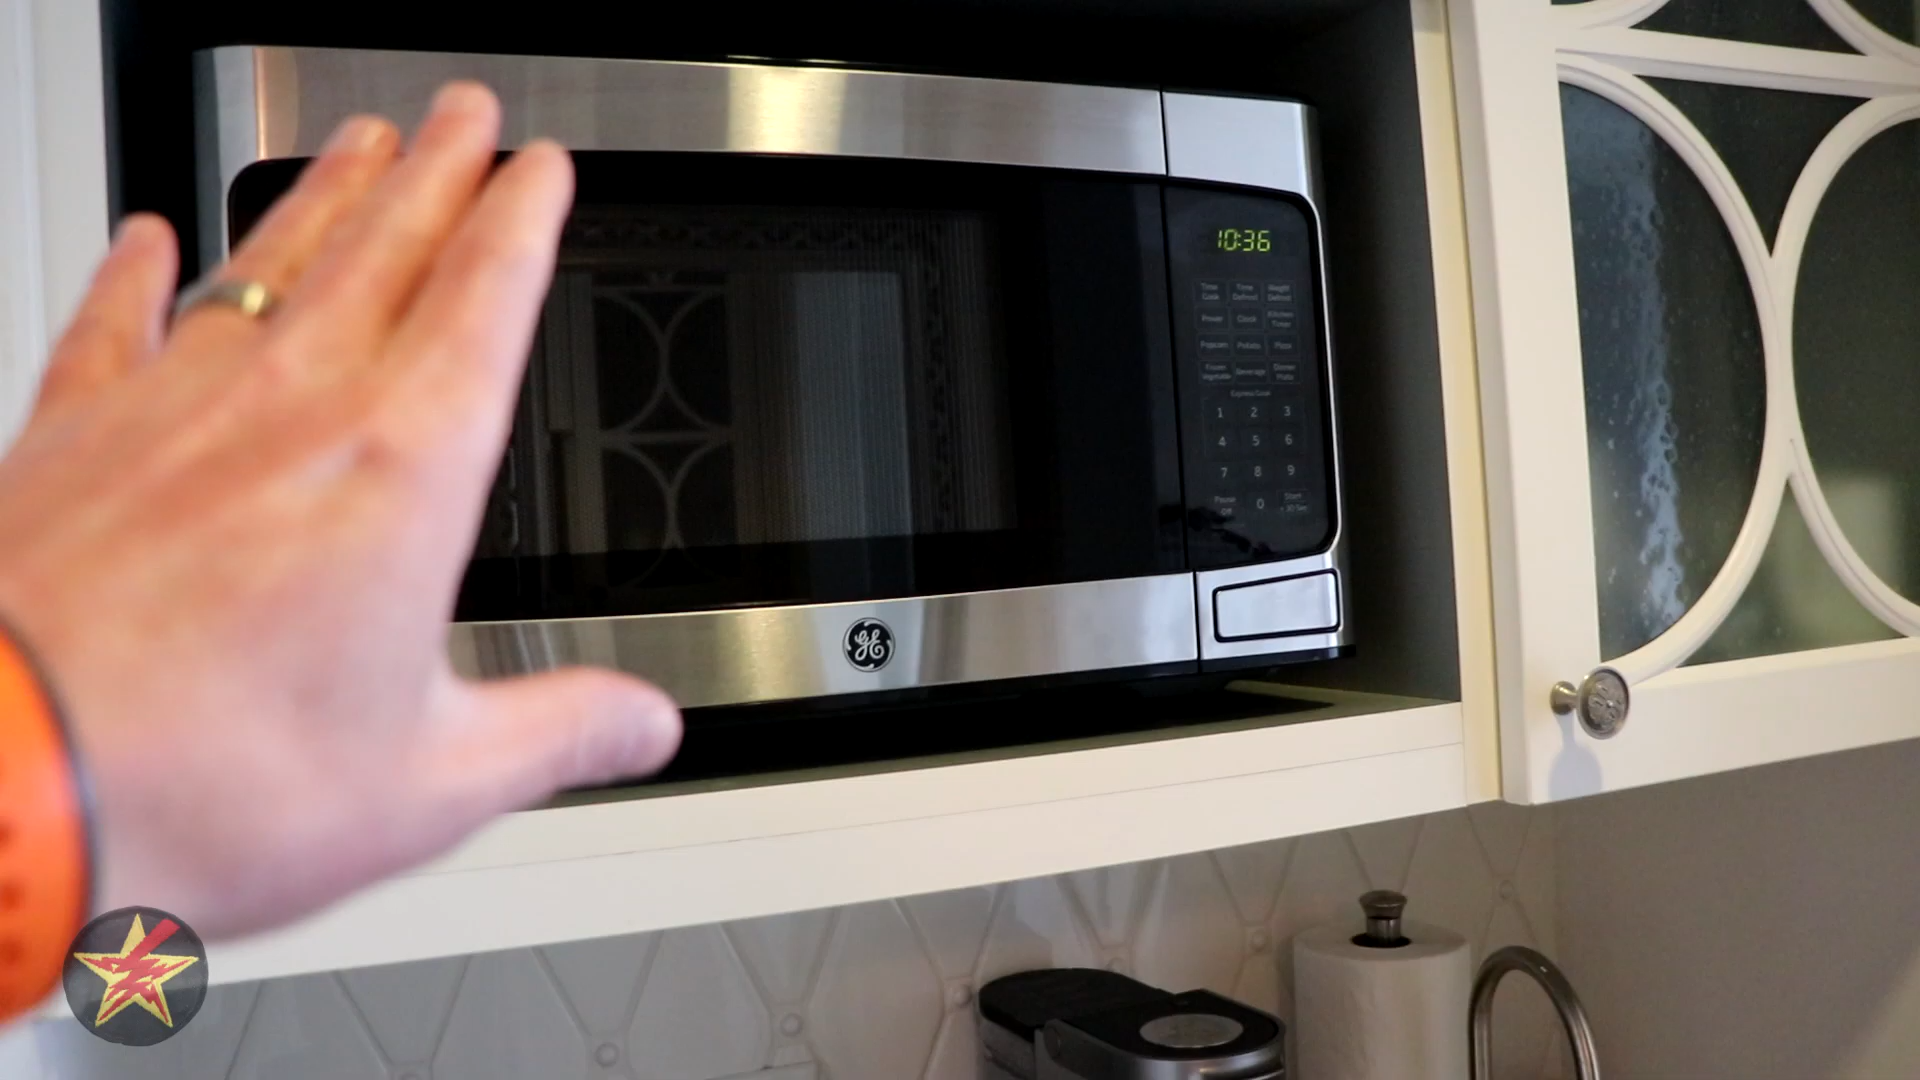 10:36
Time Cook
Time Defrost
Weight Defrost
Power
Clock
Kitchen Timer
Popcorn
Potato
Pizza
Frozen Vegetable
Beverage
Dinner Plate
Express Cook
1 2 3
4 5 6
7 8 9
Pause Off
0
Start +30 Sec
GE